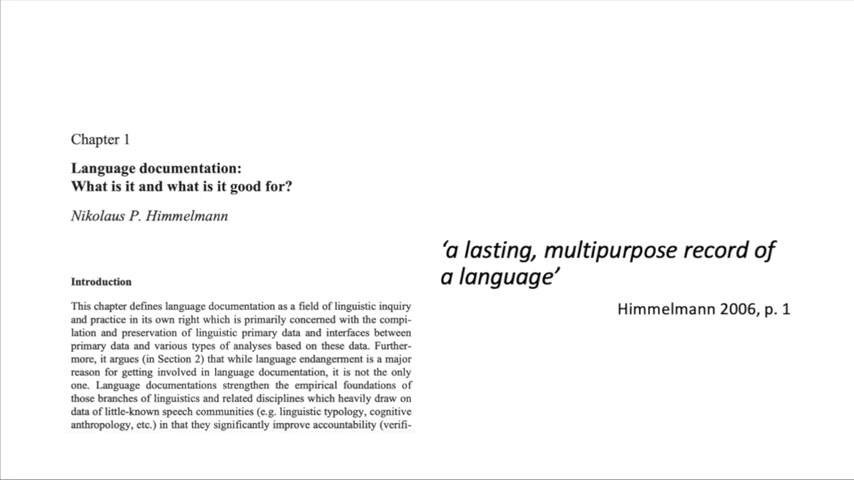 Chapter 1
Language documentation:
What is it and what is it good for?
Nikolaus P. Himmelmann
Introduction
This chapter defines language documentation as a field of linguistic inquiry
and practice in its own right which is primarily concerned with the compi-
lation and preservation of linguistic primary data and interfaces between
primary data and various types of analyses based on these data. Further-
more, it argues (in Section 2) that while language endangerment is a major
reason for getting involved in language documentation, it is not the only
one. Language documentations strengthen the empirical foundations of
those branches of linguistics and related disciplines which heavily draw on
data of little-known speech communities (e.g. linguistic typology, cognitive
anthropology, etc.) in that they significantly improve accountability (verifi-
‘a lasting, multipurpose record of
a language’
Himmelmann 2006, p. 1